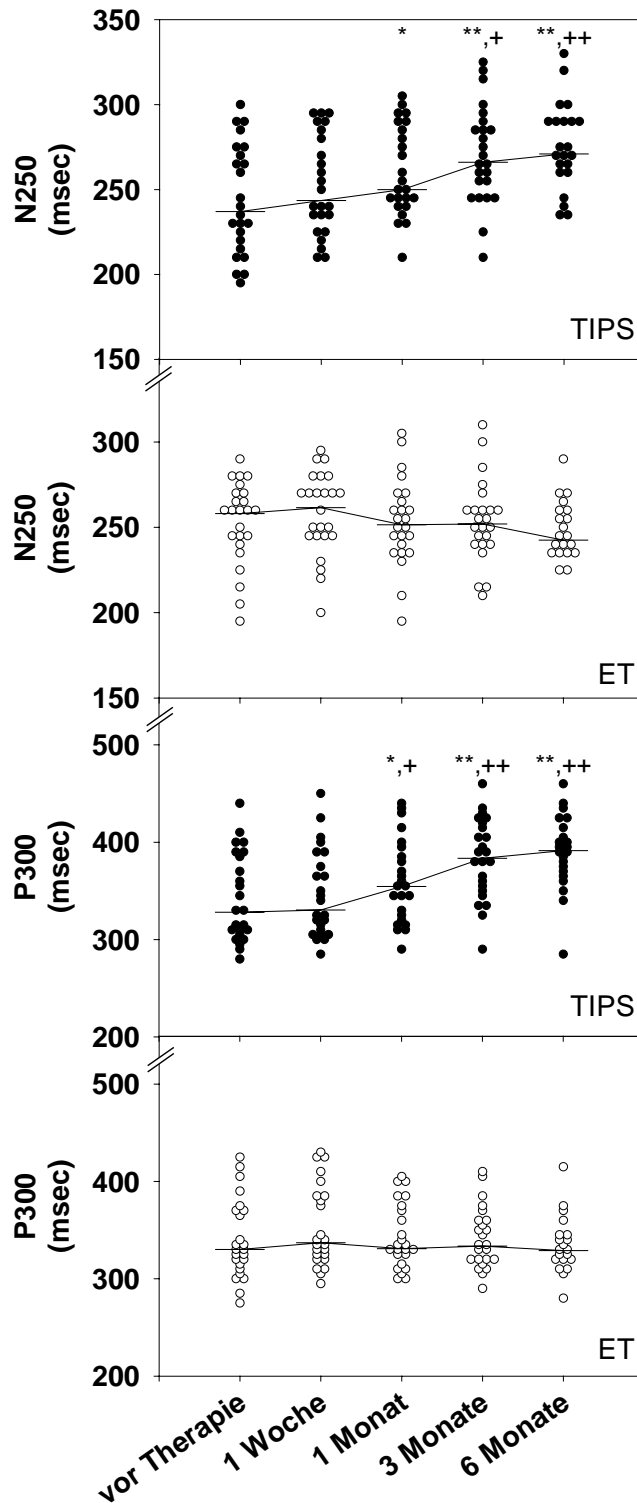 350
* **,+ **,++
300
250
200
150
N250
(msec)
TIPS
300
250
200
150
N250
(msec)
ET
500
*,+ **,++ **,++
400
300
200
P300
(msec)
TIPS
500
400
300
200
P300
(msec)
ET
vor Therapie
1 Woche
1 Monat
3 Monate
6 Monate